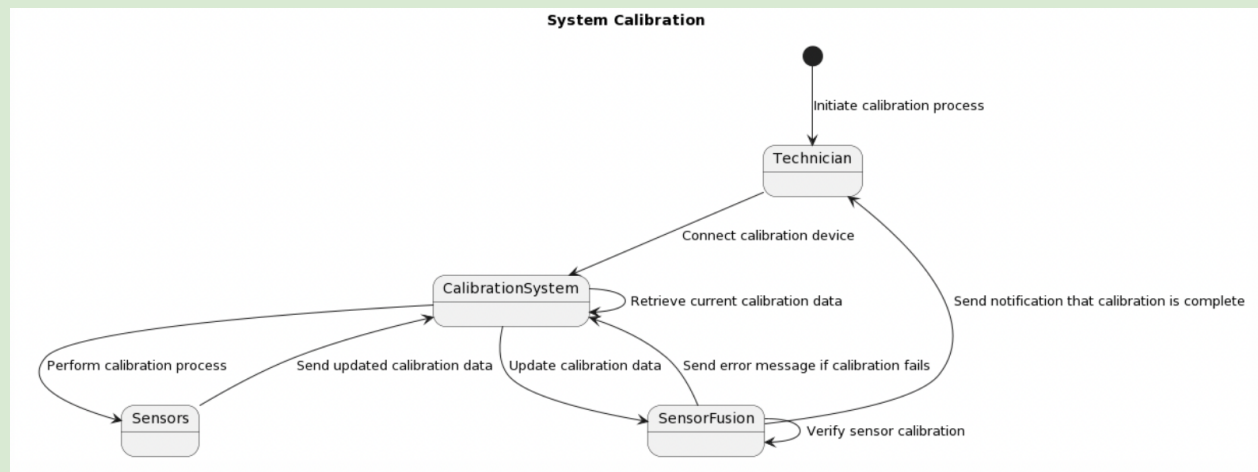 System Calibration
Initiate calibration process
Technician
Connect calibration device
CalibrationSystem
Retrieve current calibration data
Send notification that calibration is complete
Perform calibration process
Send updated calibration data
Update calibration data
Send error message if calibration fails
Sensors
SensorFusion
Verify sensor calibration